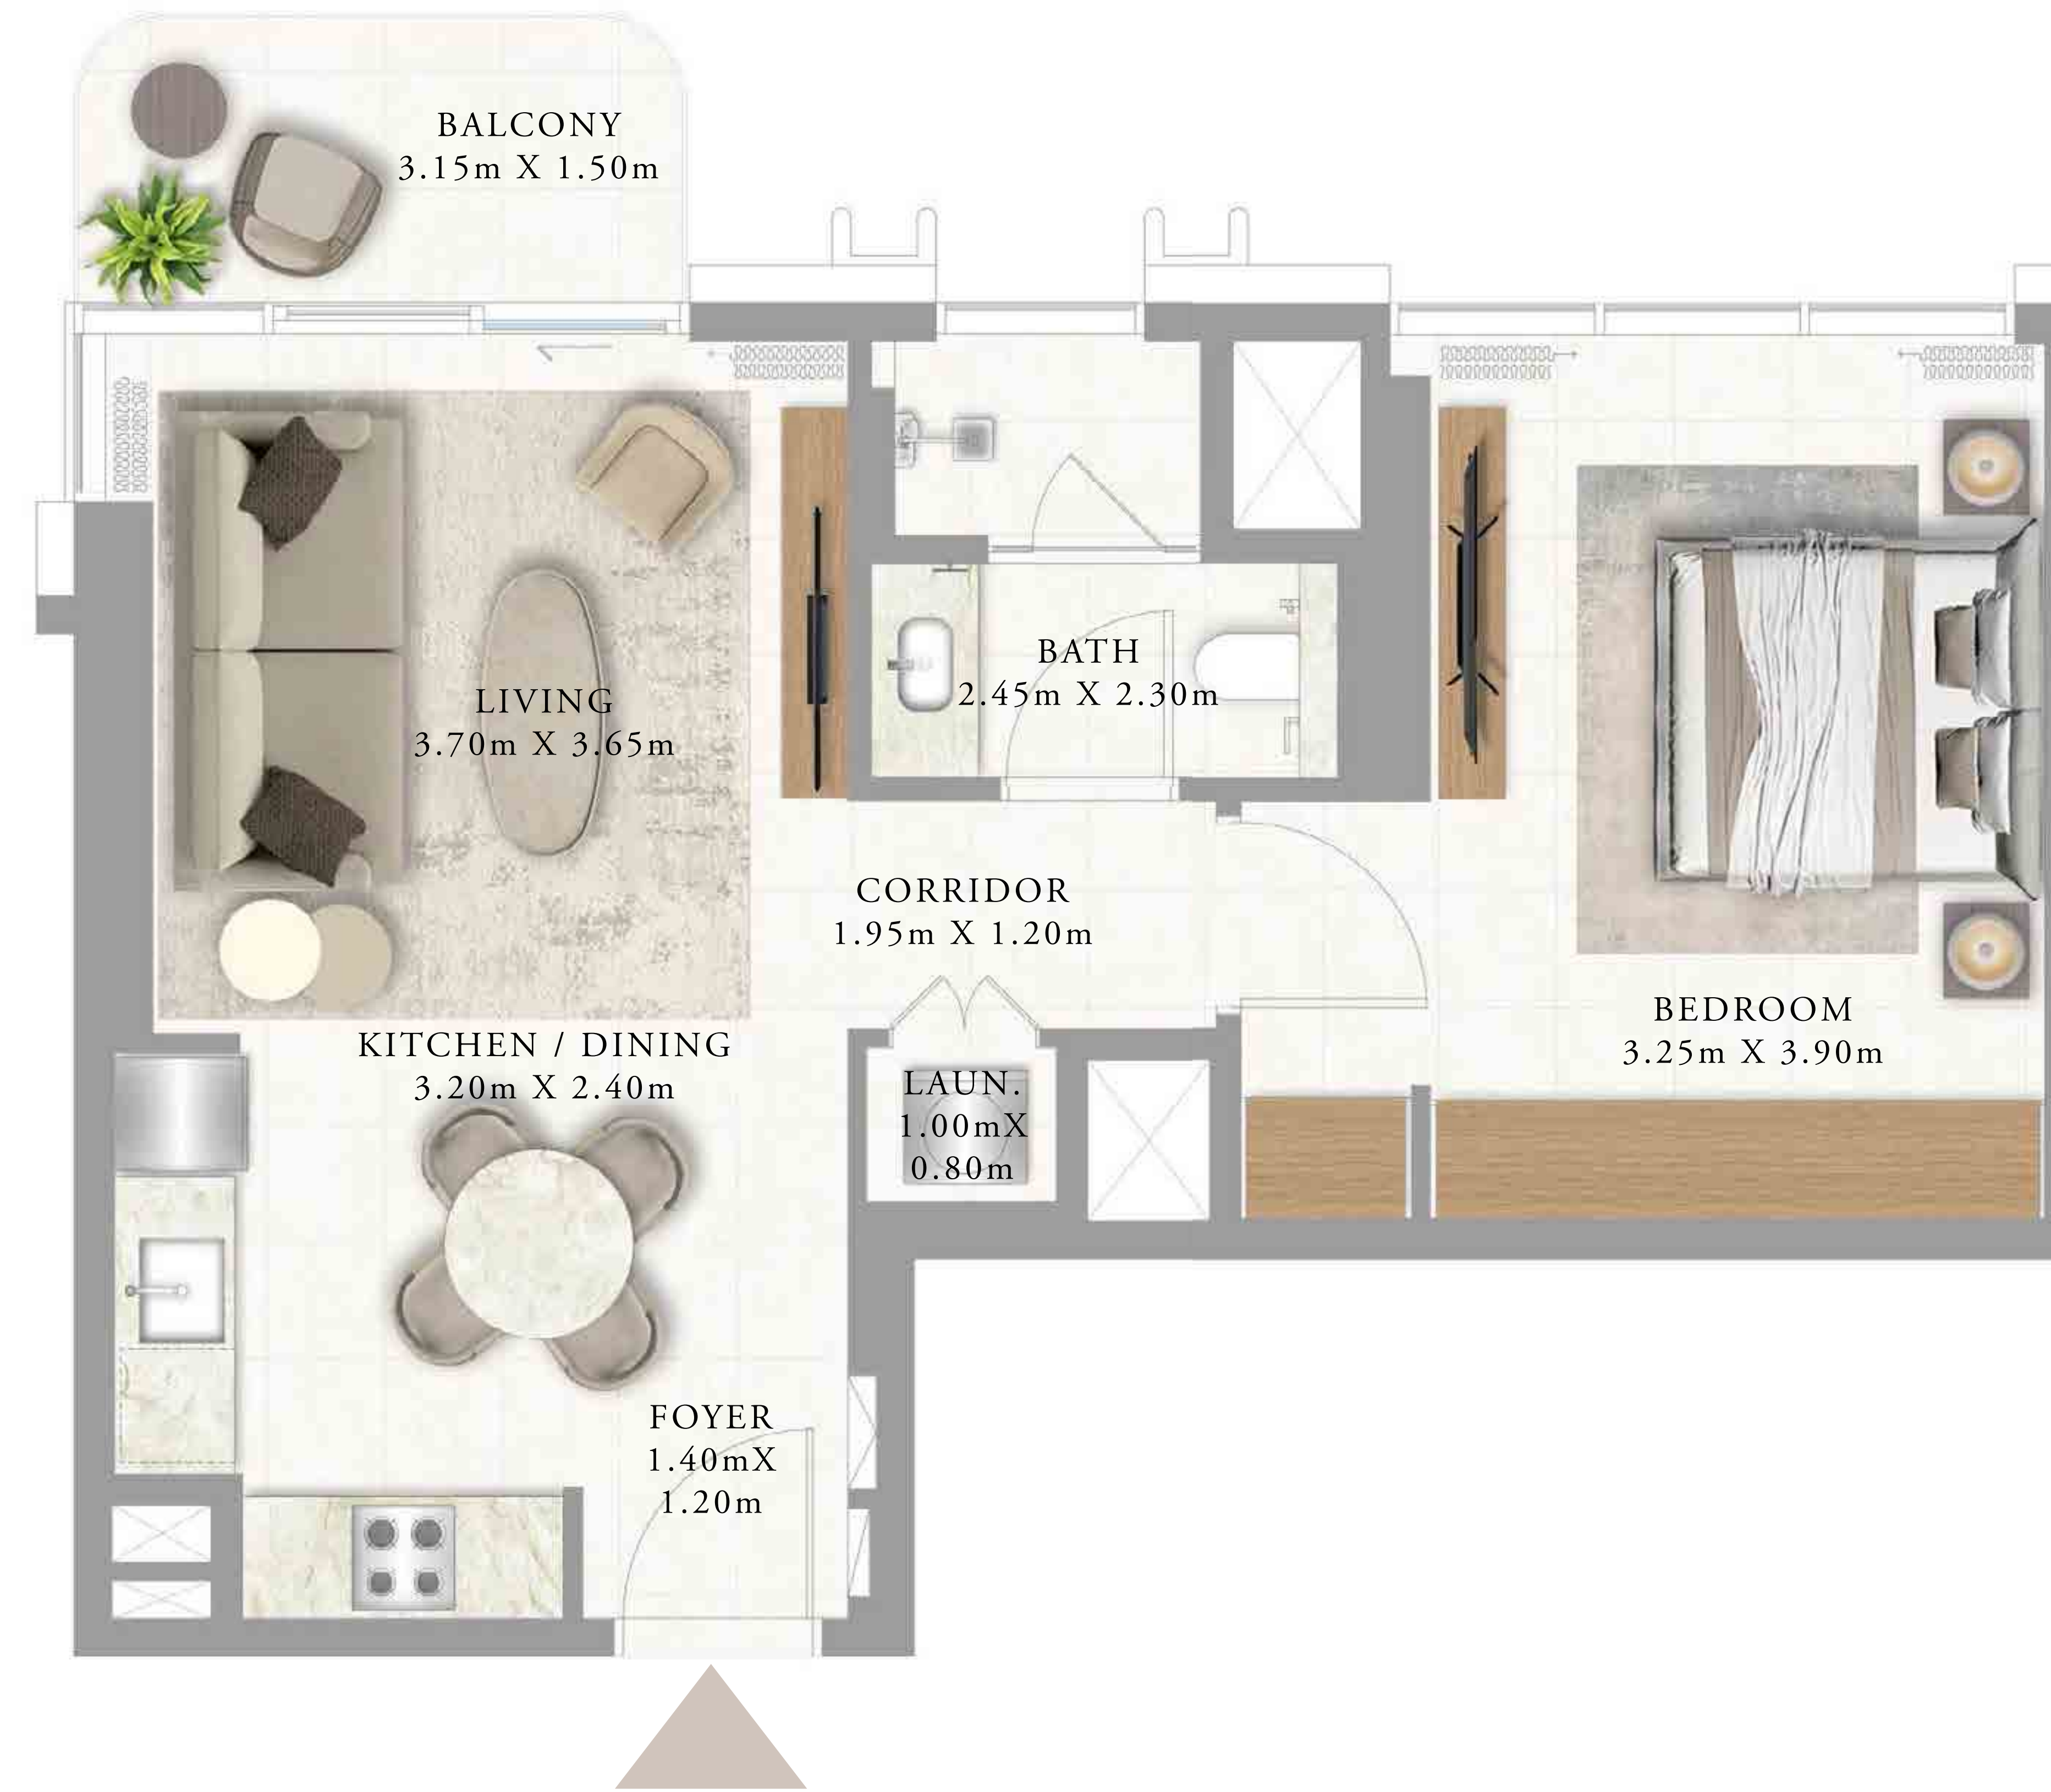 BALCONY
3.15m X 1.50m
BATH
2.45m X 2.30m
LIVING
3.70m X 3.65m
CORRIDOR
1.95m X 1.20m
BEDROOM
3.25m X 3.90m
KITCHEN / DINING
3.20m X 2.40m
LAUN.
1.00mX
0.80m
FOYER
1.40mX
1.20m